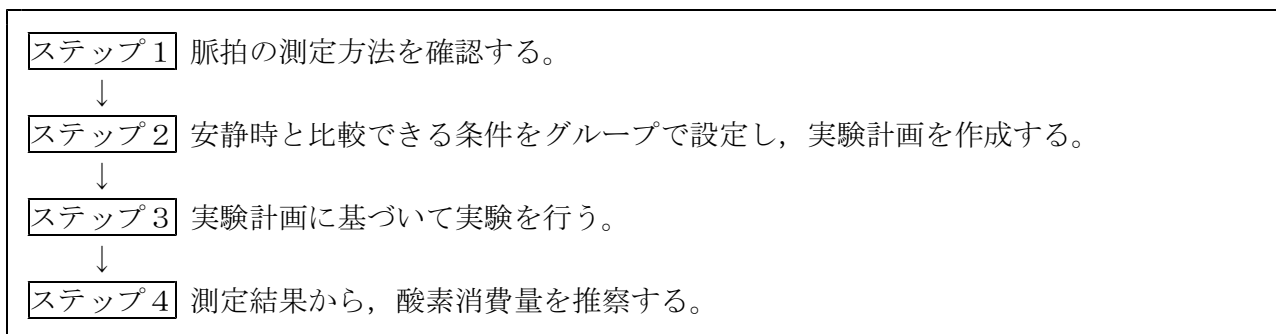 ステップ1 脈拍の測定方法を確認する。
↓
ステップ2 安静時と比較できる条件をグループで設定し,実験計画を作成する。
↓
ステップ3 実験計画に基づいて実験を行う。
↓
ステップ4 測定結果から,酸素消費量を推察する。